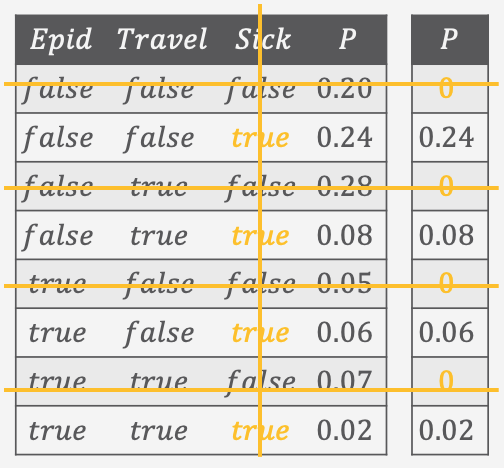 Epid Travel Sick P P
false false false 0.20 0
false false true 0.24 0.24
false true false 0.28 0
false true true 0.08 0.08
true false false 0.05 0
true false true 0.06 0.06
true true false 0.07 0
true true true 0.02 0.02